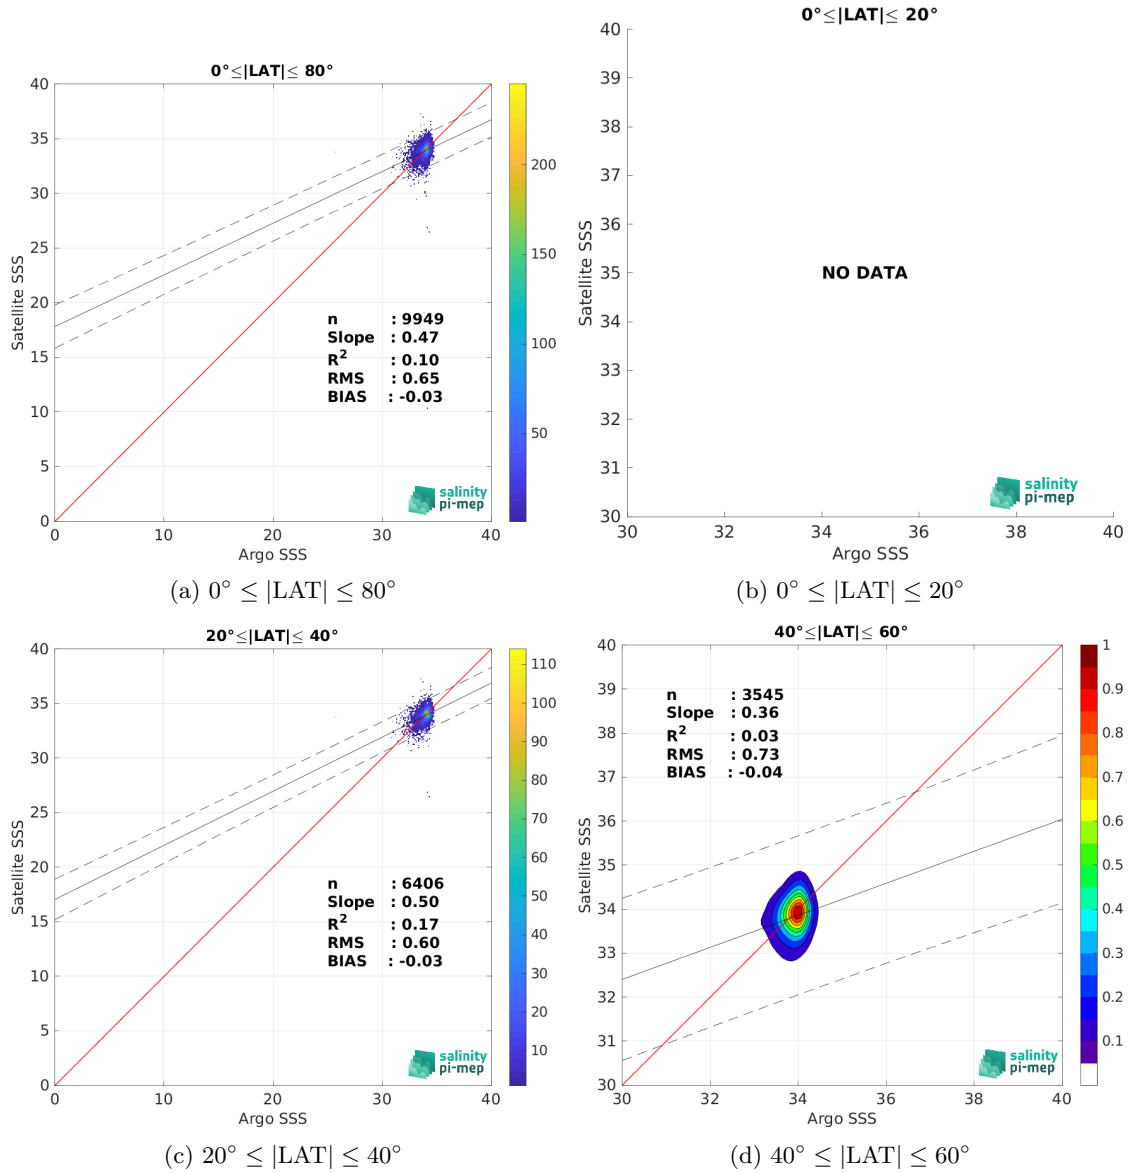 0°≤|LAT|≤ 80°
40
35
30
25
20
15
10
5
0
0
10
20
30
40
Satellite SSS
Argo SSS
n : 9949
Slope : 0.47
R² : 0.10
RMS : 0.65
BIAS : -0.03
200
150
100
50
salinity
pi-mep
(a) 0° ≤ |LAT| ≤ 80°
0°≤|LAT|≤ 20°
40
39
38
37
36
35
34
33
32
31
30
30
32
34
36
38
40
Satellite SSS
Argo SSS
NO DATA
salinity
pi-mep
(b) 0° ≤ |LAT| ≤ 20°
20°≤|LAT|≤ 40°
40
35
30
25
20
15
10
5
0
0
10
20
30
40
Satellite SSS
Argo SSS
n : 6406
Slope : 0.50
R² : 0.17
RMS : 0.60
BIAS : -0.03
110
100
90
80
70
60
50
40
30
20
10
salinity
pi-mep
(c) 20° ≤ |LAT| ≤ 40°
40°≤|LAT|≤ 60°
40
39
38
37
36
35
34
33
32
31
30
30
32
34
36
38
40
Satellite SSS
Argo SSS
n : 3545
Slope : 0.36
R² : 0.03
RMS : 0.73
BIAS : -0.04
1
0.9
0.8
0.7
0.6
0.5
0.4
0.3
0.2
0.1
salinity
pi-mep
(d) 40° ≤ |LAT| ≤ 60°